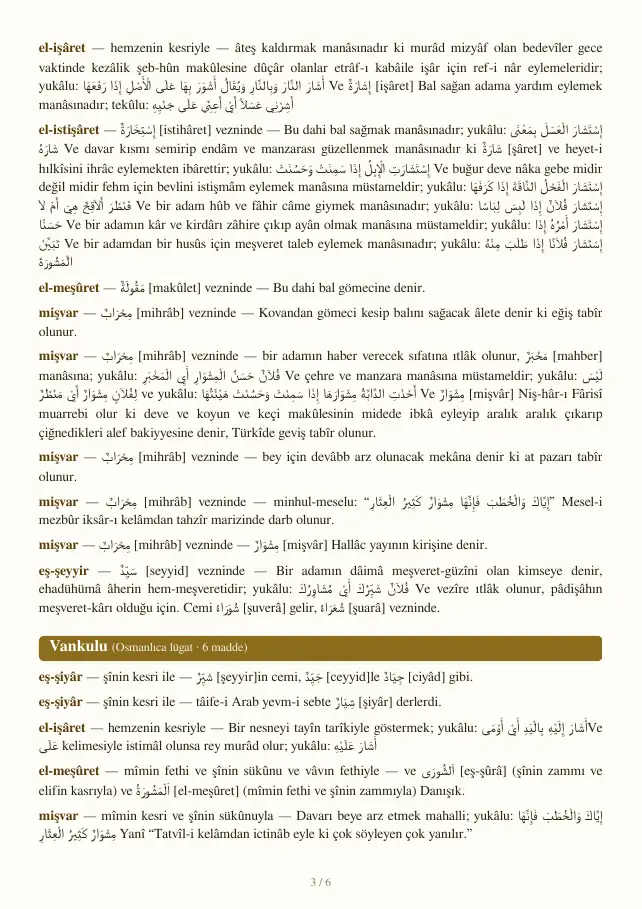 el-işâret — hemzenin kesriyle — âteş kaldırmak manâsınadır ki murâd mizyâf olan bedevîler gece
vaktinde kezâlik şeb-hûn makûlesine dûçâr olanlar etrâf-ı kabâile işâr için ref-i nâr eylemeleridir;
yukâlu: أَشَارَ النَّارَ وَبِالنَّارِ وَيُقَالُ أَشْوَرَ بِهَا عَلَى الْأَصْلِ إِذَا رَفَعَهَا Ve إِشَارَةٌ [işâret] Bal sağan adama yardım eylemek
manâsınadır; tekûlu: أَشِرْنِي عَسَلاً أَيْ أَعِنِّي عَلَى جَنْيِهِ
el-istişâret — إِسْتِخَارَةٌ [istihâret] vezninde — Bu dahi bal sağmak manâsınadır; yukâlu: إِسْتَشَارَ الْعَسَلَ بِمَعْنَى
شَارَهُ Ve davar kısmı semirip endâm ve manzarası güzellenmek manâsınadır ki شَارَةٌ [şâret] ve heyet-i
hılkîsini ihrâc eylemekten ibârettir; yukâlu: إِسْتَشَارَتِ الْإِبِلُ إِذَا سَمِنَتْ وَحَسُنَتْ Ve buğur deve nâka gebe midir
değil midir fehm için bevlini istişmâm eylemek manâsına müstameldir; yukâlu: إِسْتَشَارَ الْفَحْلُ النَّاقَةَ إِذَا كَرَفَهَا
فَنَظَرَ أَلَاقِحٌ هِيَ أَمْ لَا Ve bir adam hûb ve fâhir câme giymek manâsınadır; yukâlu: إِسْتَشَارَ فُلاَنٌ إِذَا لَبِسَ لِبَاسًا
حَسَنًا Ve bir adamın kâr ve kirdârı zâhire çıkıp ayân olmak manâsına müstameldir; yukâlu: إِسْتَشَارَ أَمْرُهُ إِذَا
تَبَيَّنَ Ve bir adamdan bir husûs için meşveret taleb eylemek manâsınadır; yukâlu: إِسْتَشَارَ فُلاَنًا إِذَا طَلَبَ مِنْهُ
الْمَشُورَةَ
el-meşûret — مَقُولَةٌ [makûlet] vezninde — Bu dahi bal gömecine denir.
mişvar — مِحْرَابٌ [mihrâb] vezninde — Kovandan gömeci kesip balını sağacak âlete denir ki eğiş tabîr
olunur.
mişvar — مِحْرَابٌ [mihrâb] vezninde — bir adamın haber verecek sıfatına ıtlâk olunur, مَخْبَرٌ [mahber]
manâsına; yukâlu: فُلاَنٌ حَسَنُ الْمِشْوَارِ أَيِ الْمَخْبَرِ Ve çehre ve manzara manâsına müstameldir; yukâlu: لَيْسَ
لِفُلاَنٍ مِشْوَارٌ أَيْ مَنْظَرٌ ve yukâlu: أَخَذَتِ الدَّابَّةُ مِشْوَارَهَا إِذَا سَمِنَتْ وَحَسُنَتْ هَيْئَتُهَا Ve مِشْوَارٌ [mişvâr] Niş-hâr-ı Fârisî
muarrebi olur ki deve ve koyun ve keçi makûlesinin midede ibkâ eyleyip aralık aralık çıkarıp
çiğnedikleri alef bakiyyesine denir, Türkîde geviş tabîr olunur.
mişvar — مِحْرَابٌ [mihrâb] vezninde — bey için devâbb arz olunacak mekâna denir ki at pazarı tabîr
olunur.
mişvar — مِحْرَابٌ [mihrâb] vezninde — minhul-meselu: “إِيَّاكَ وَالْخُطَبَ فَإِنَّهَا مِشْوَارٌ كَثِيرُ الْعِثَارِ” Mesel-i
mezbûr iksâr-ı kelâmdan tahzîr marizinde darb olunur.
mişvar — مِحْرَابٌ [mihrâb] vezninde — مِشْوَارٌ [mişvâr] Hallâc yayının kirişine denir.
eş-şeyyir — سَيِّدٌ [seyyid] vezninde — Bir adamın dâimâ meşveret-güzîni olan kimseye denir,
ehadühümâ âherin hem-meşveretidir; yukâlu: فُلاَنٌ شَيِّرُكَ أَيْ مُشَاوِرُكَ Ve vezîre ıtlâk olunur, pâdişâhın
meşveret-kârı olduğu için. Cemi شُوَرَاءُ [şuverâ] gelir, شُعَرَاءُ [şuarâ] vezninde.
Vankulu (Osmanlıca lügat · 6 madde)
eş-şiyâr — şînin kesri ile — شَيِّرٌ [şeyyir]in cemi, جَيِّدٌ [ceyyid]le جِيَادٌ [ciyâd] gibi.
eş-şiyâr — şînin kesri ile — tâife-i Arab yevm-i sebte شِيَارٌ [şiyâr] derlerdi.
el-işâret — hemzenin kesriyle — Bir nesneyi tayîn tarîkiyle göstermek; yukâlu: أَشَارَ إِلَيْهِ بِالْيَدِ أَيْ أَوْمَىVe
عَلَى kelimesiyle istimâl olunsa rey murâd olur; yukâlu: أَشَارَ عَلَيْهِ
el-meşûret — mîmin fethi ve şînin sükûnu ve vâvın fethiyle — ve اَلشُّورَى [eş-şûrâ] (şînin zammı ve
elifin kasrıyla) ve اَلْمَشُورَةُ [el-meşûret] (mîmin fethi ve şînin zammıyla) Danışık.
mişvar — mîmin kesri ve şînin sükûnuyla — Davarı beye arz etmek mahalli; yukâlu: إِيَّاكَ وَالْخُطَبَ فَإِنَّهَا
مِشْوَارٌ كَثِيرُ الْعِثَارِ Yanî “Tatvîl-i kelâmdan ictinâb eyle ki çok söyleyen çok yanılır.”
3 / 6